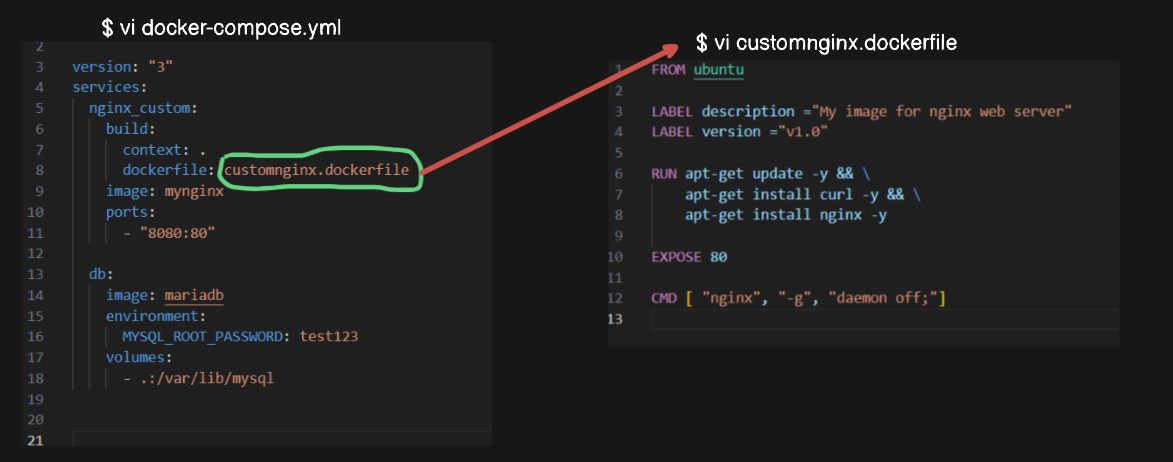 $ vi docker-compose.yml
2
3 version: "3"
4 services:
5 nginx_custom:
6 build:
7 context: .
8 dockerfile: customnginx.dockerfile
9 image: mynginx
10 ports:
11 - "8080:80"
12
13 db:
14 image: mariadb
15 environment:
16 MYSQL_ROOT_PASSWORD: test123
17 volumes:
18 - .:/var/lib/mysql
19
20
21
$ vi customnginx.dockerfile
1 FROM ubuntu
2
3 LABEL description ="My image for nginx web server"
4 LABEL version ="v1.0"
5
6 RUN apt-get update -y && \
7 apt-get install curl -y && \
8 apt-get install nginx -y
9
10 EXPOSE 80
11
12 CMD [ "nginx", "-g", "daemon off;"]
13